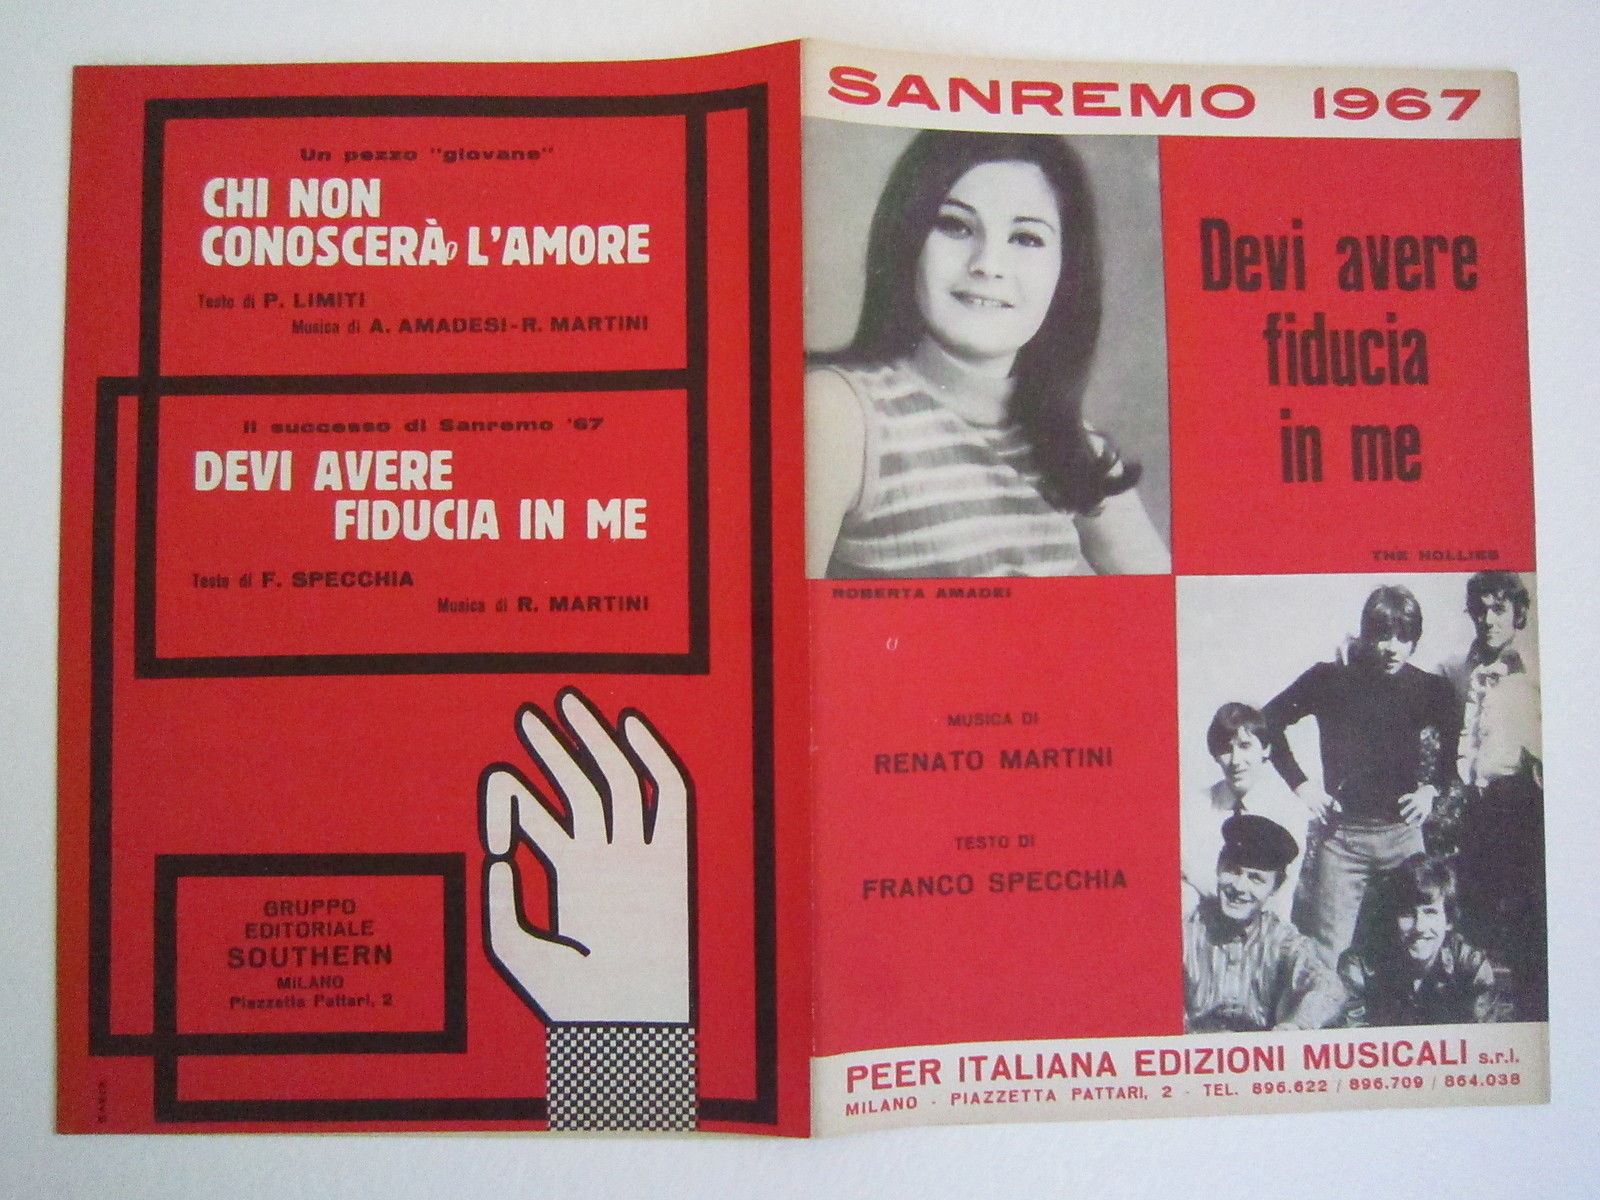 Un pezzo "giovane"
CHI NON
CONOSCERÀ L'AMORE
Testo di P. LIMITI
Musica di A. AMADESI - R. MARTINI
Il successo di Sanremo '67
DEVI AVERE
FIDUCIA IN ME
Testo di F. SPECCHIA
Musica di R. MARTINI
GRUPPO
EDITORIALE
SOUTHERN
MILANO
Piazzetta Pattari, 2
SANREMO 1967
Devi avere
fiducia
in me
THE HOLLIES
ROBERTA AMADEI
MUSICA DI
RENATO MARTINI
TESTO DI
FRANCO SPECCHIA
PEER ITALIANA EDIZIONI MUSICALI s.r.l.
MILANO - PIAZZETTA PATTARI, 2 - TEL. 896.622 / 896.709 / 864.038